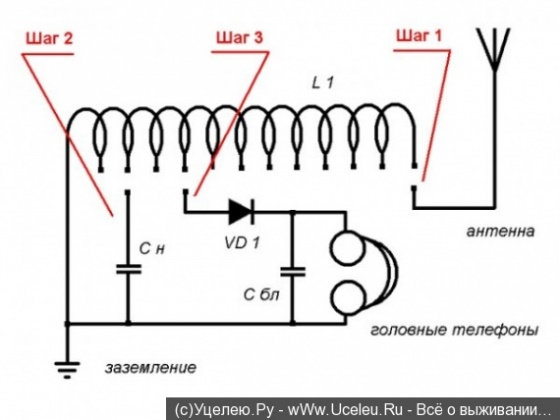 Шаг 2
Шаг 3
Шаг 1
L 1
антенна
С н
VD 1
С бл
головные телефоны
заземление
(c)Уцелею.Ру - wWw.Uceleu.Ru - Всё о выживании...